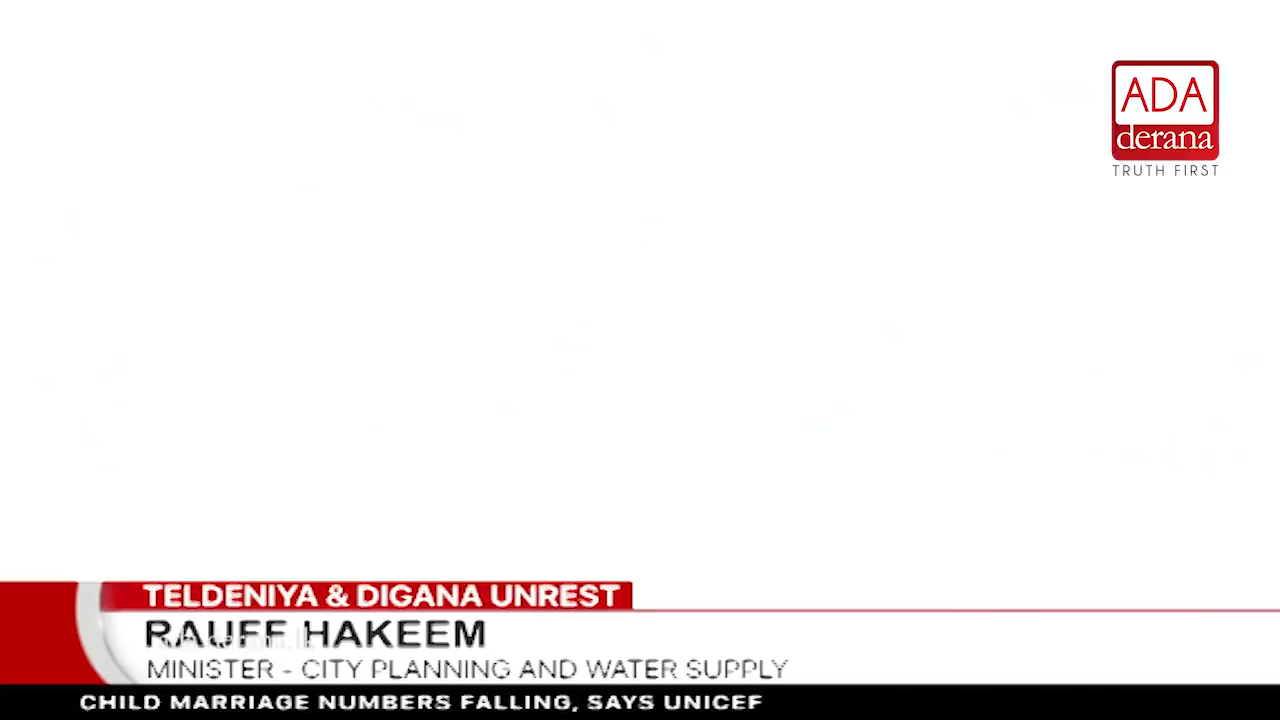 ADA
derana
TRUTH FIRST
TELDENIYA & DIGANA UNREST
RAUFF HAKEEM
MINISTER - CITY PLANNING AND WATER SUPPLY
CHILD MARRIAGE NUMBERS FALLING, SAYS UNICEF